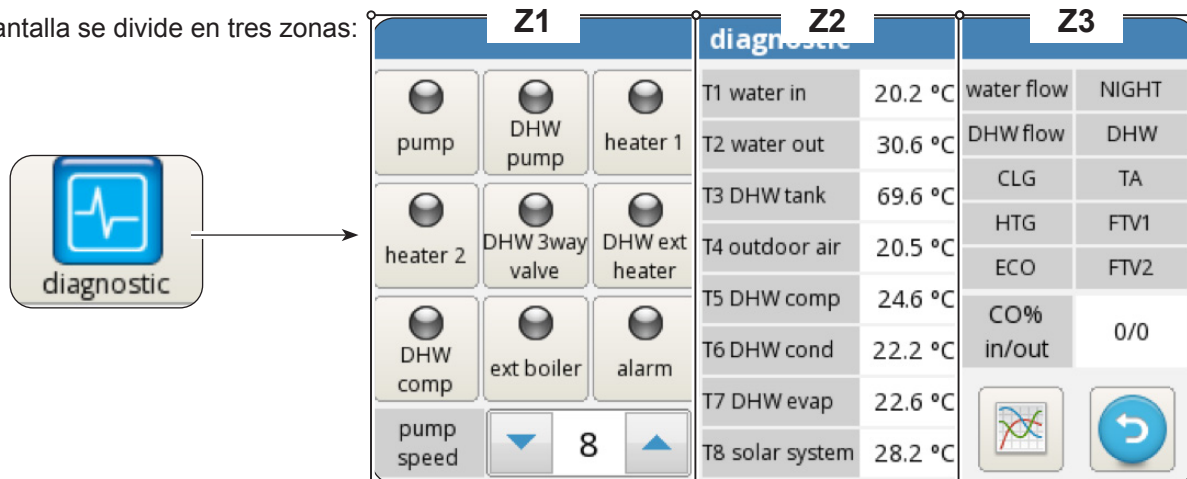 antalla se divide en tres zonas:
diagnostic
Z1
pump
DHW
pump
heater 1
heater 2
DHW 3way
valve
DHW ext
heater
DHW
comp
ext boiler
alarm
pump
speed
8
Z2
diagnostic
T1 water in 20.2 °C
T2 water out 30.6 °C
T3 DHW tank 69.6 °C
T4 outdoor air 20.5 °C
T5 DHW comp 24.6 °C
T6 DHW cond 22.2 °C
T7 DHW evap 22.6 °C
T8 solar system 28.2 °C
Z3
water flow NIGHT
DHW flow DHW
CLG TA
HTG FTV1
ECO FTV2
CO%
in/out
0/0